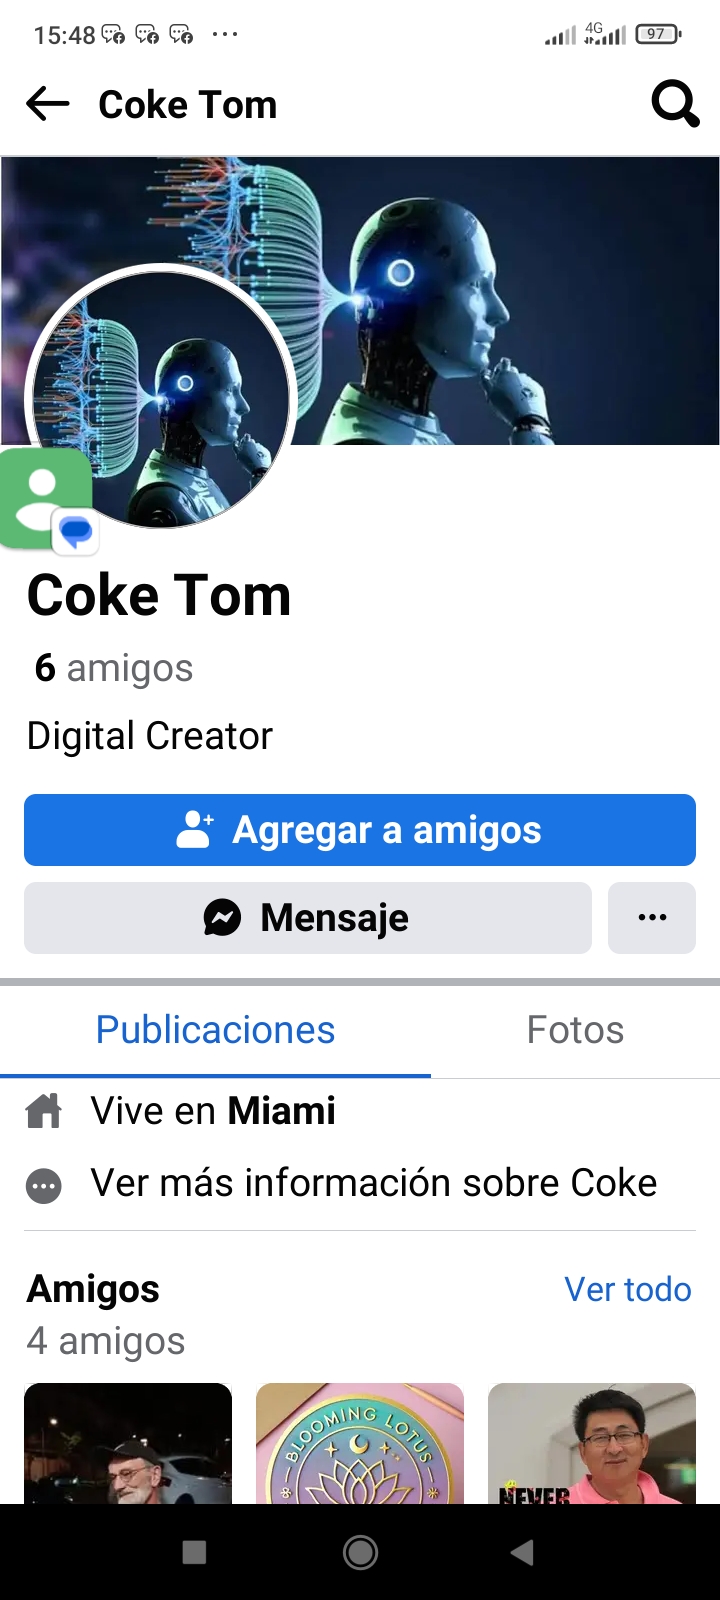 15:48
4G
97
Coke Tom
Coke Tom
6 amigos
Digital Creator
Agregar a amigos
Mensaje
Publicaciones
Fotos
Vive en Miami
Ver más información sobre Coke
Amigos
Ver todo
4 amigos
BLOOMING LOTUS
NEVER